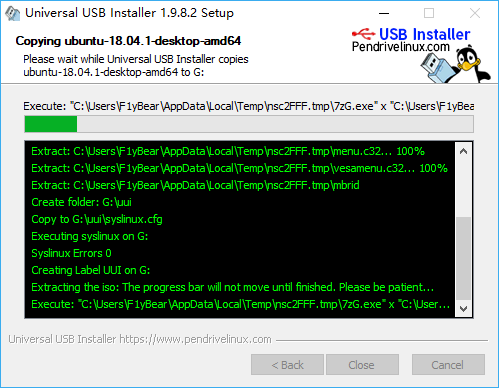 Universal USB Installer 1.9.8.2 Setup
Copying ubuntu-18.04.1-desktop-amd64
Please wait while Universal USB Installer copies
ubuntu-18.04.1-desktop-amd64 to G:
USB Installer
Pendrivelinux.com
Execute: "C:\Users\F1yBear\AppData\Local\Temp\nsc2FFF.tmp\7zG.exe" x "C:\Users\F1yBea
Extract: C:\Users\F1yBear\AppData\Local\Temp\nsc2FFF.tmp\menu.c32... 100%
Extract: C:\Users\F1yBear\AppData\Local\Temp\nsc2FFF.tmp\vesamenu.c32... 100%
Extract: C:\Users\F1yBear\AppData\Local\Temp\nsc2FFF.tmp\mbrid
Create folder: G:\uui
Copy to G:\uui\syslinux.cfg
Executing syslinux on G:
Syslinux Errors 0
Creating Label UUI on G:
Extracting the iso: The progress bar will not move until finished. Please be patient...
Execute: "C:\Users\F1yBear\AppData\Local\Temp\nsc2FFF.tmp\7zG.exe" x "C:\User...
Universal USB Installer https://www.pendrivelinux.com
< Back
Close
Cancel